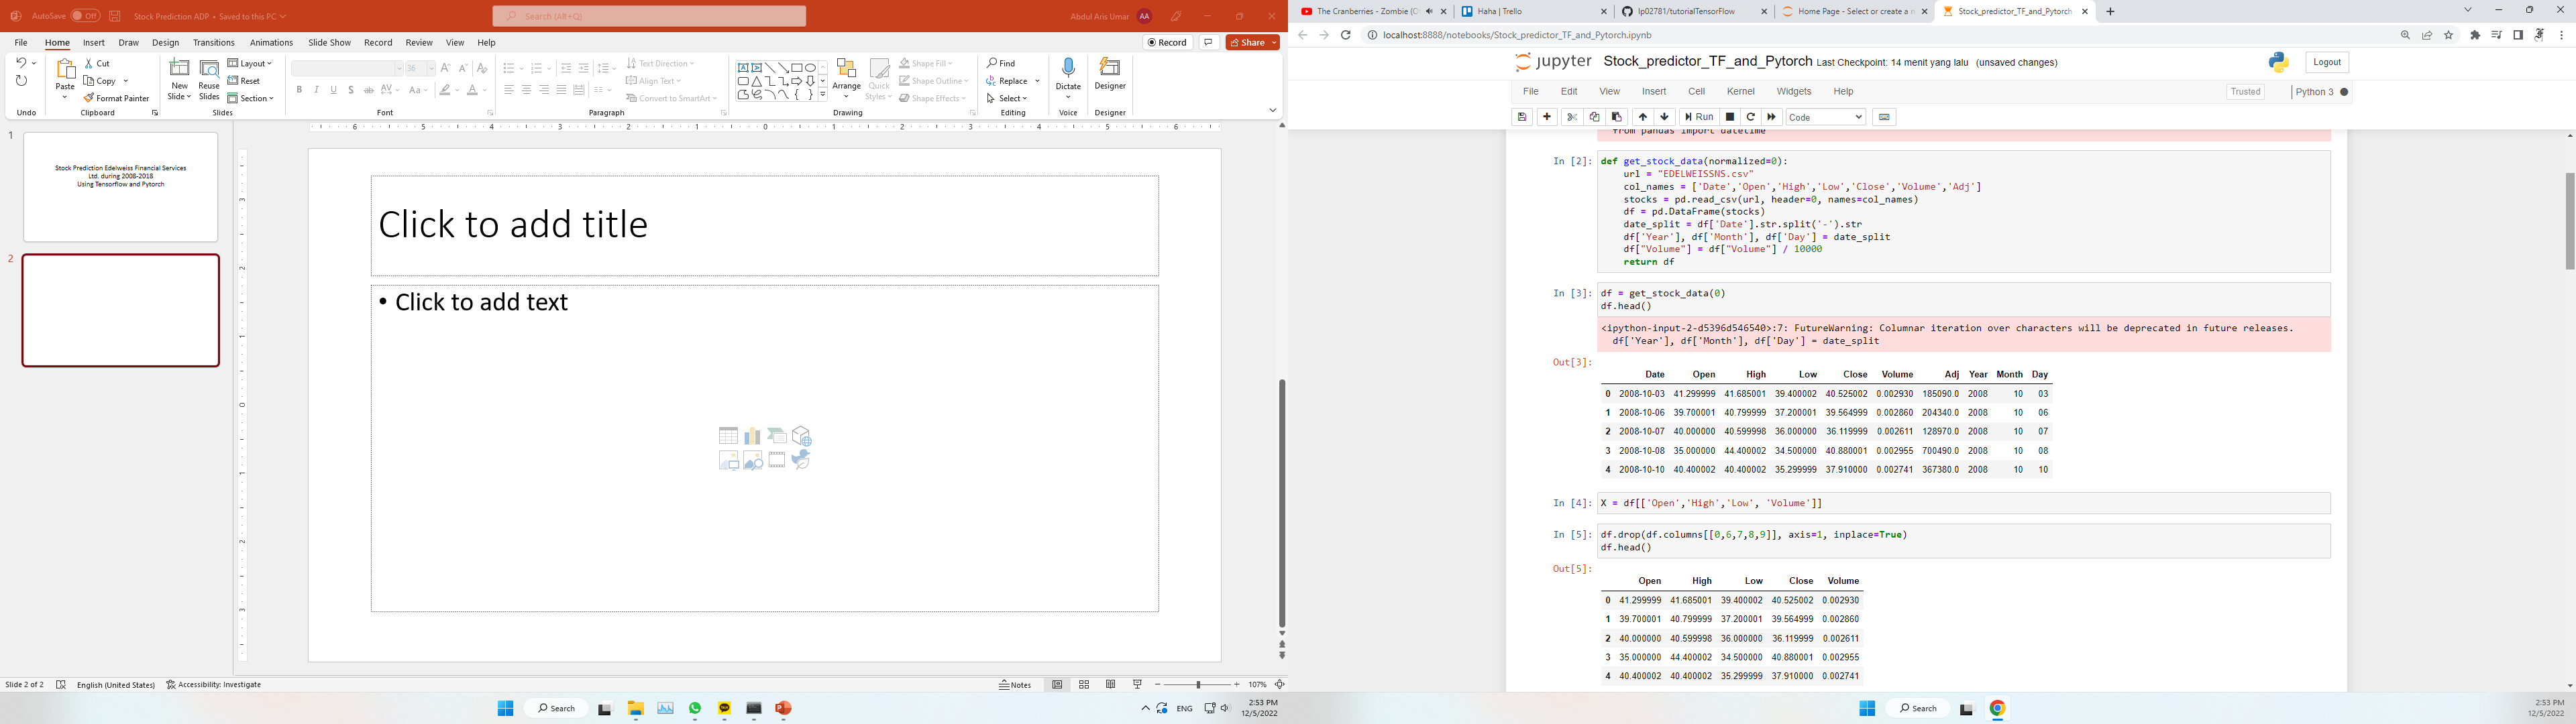 AutoSave Off Stock Prediction ADP • Saved to this PC Search (Alt+Q) Abdul Aris Umar AA
File Home Insert Draw Design Transitions Animations Slide Show Record Review View Help Record Share
Undo
Paste Cut Copy Format Painter
Clipboard
New Slide Reuse Slides Layout Reset Section
Slides
36
Font
Text Direction
Align Text
Convert to SmartArt
Paragraph
Arrange Quick Styles Shape Fill Shape Outline Shape Effects
Drawing
Find
Replace
Select
Editing
Dictate
Voice
Designer
Designer
1
Stock Prediction Edelweiss Financial Services
Ltd. during 2008-2018
Using Tensorflow and Pytorch
2
Click to add title
• Click to add text
Slide 2 of 2 English (United States) Accessibility: Investigate Notes 107%
Search ENG 2:53 PM
12/5/2022
The Cranberries - Zombie (O Haha | Trello lp02781/tutorialTensorFlow Home Page - Select or create a n Stock_predictor_TF_and_Pytorch
localhost:8888/notebooks/Stock_predictor_TF_and_Pytorch.ipynb
jupyter Stock_predictor_TF_and_Pytorch Last Checkpoint: 14 menit yang lalu (unsaved changes) Logout
File Edit View Insert Cell Kernel Widgets Help Trusted Python 3
Run Code
from pandas import datetime
In [2]: def get_stock_data(normalized=0):
url = "EDELWEISSNS.csv"
col_names = ['Date','Open','High','Low','Close','Volume','Adj']
stocks = pd.read_csv(url, header=0, names=col_names)
df = pd.DataFrame(stocks)
date_split = df['Date'].str.split('-').str
df['Year'], df['Month'], df['Day'] = date_split
df["Volume"] = df["Volume"] / 10000
return df
In [3]: df = get_stock_data(0)
df.head()
<ipython-input-2-d5396d546540>:7: FutureWarning: Columnar iteration over characters will be deprecated in future releases.
df['Year'], df['Month'], df['Day'] = date_split
Out[3]:
Date Open High Low Close Volume Adj Year Month Day
0 2008-10-03 41.299999 41.685001 39.400002 40.525002 0.002930 185090.0 2008 10 03
1 2008-10-06 39.700001 40.799999 37.200001 39.564999 0.002860 204340.0 2008 10 06
2 2008-10-07 40.000000 40.599998 36.000000 36.119999 0.002611 128970.0 2008 10 07
3 2008-10-08 35.000000 44.400002 34.500000 40.880001 0.002955 700490.0 2008 10 08
4 2008-10-10 40.400002 40.400002 35.299999 37.910000 0.002741 367380.0 2008 10 10
In [4]: X = df[['Open','High','Low', 'Volume']]
In [5]: df.drop(df.columns[[0,6,7,8,9]], axis=1, inplace=True)
df.head()
Out[5]:
Open High Low Close Volume
0 41.299999 41.685001 39.400002 40.525002 0.002930
1 39.700001 40.799999 37.200001 39.564999 0.002860
2 40.000000 40.599998 36.000000 36.119999 0.002611
3 35.000000 44.400002 34.500000 40.880001 0.002955
4 40.400002 40.400002 35.299999 37.910000 0.002741
Search 2:53 PM
12/5/2022